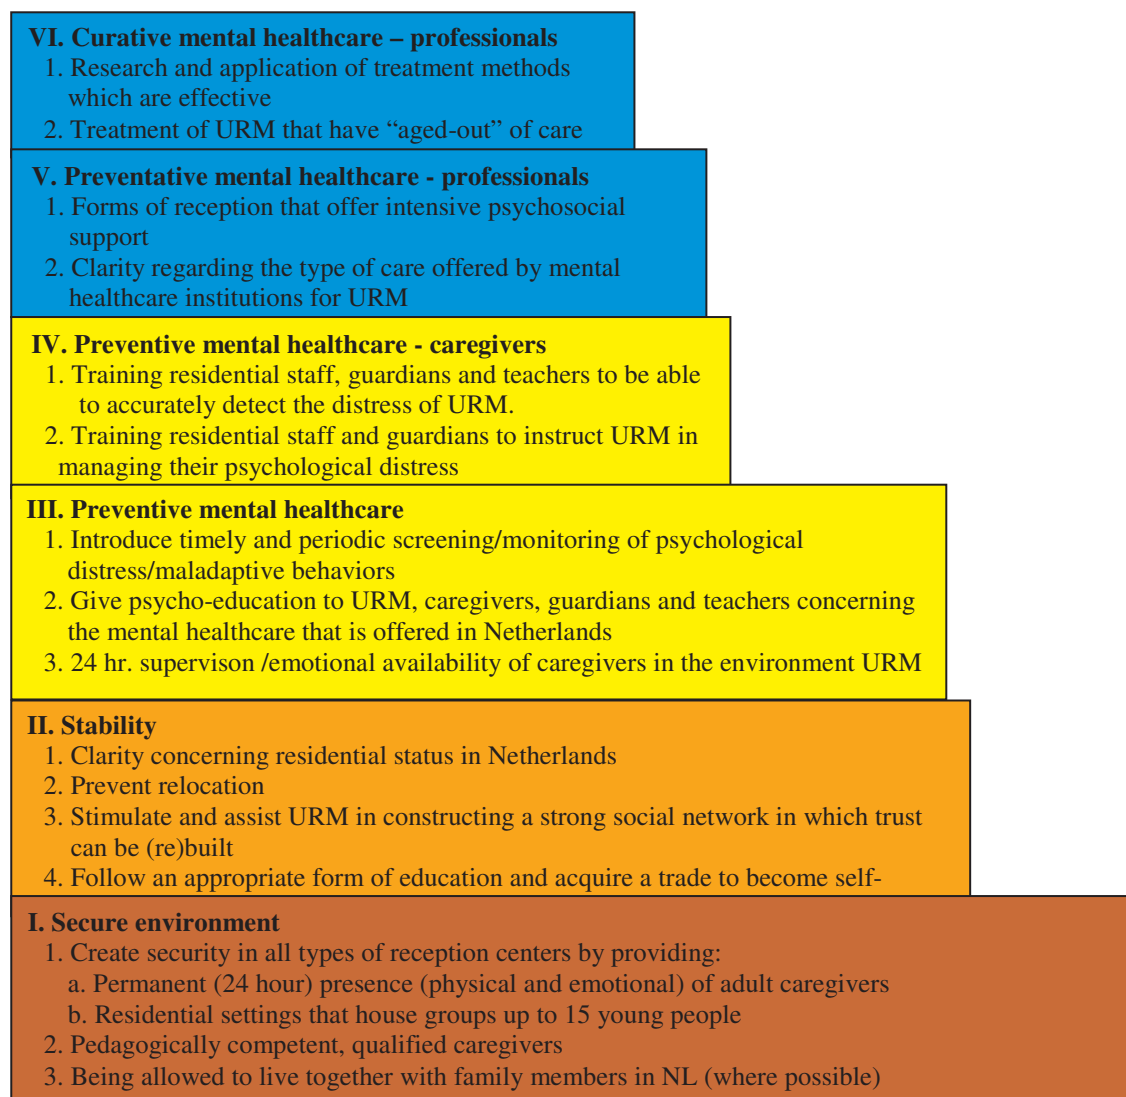 VI. Curative mental healthcare – professionals
1. Research and application of treatment methods
which are effective
2. Treatment of URM that have “aged-out” of care
V. Preventative mental healthcare - professionals
1. Forms of reception that offer intensive psychosocial
support
2. Clarity regarding the type of care offered by mental
healthcare institutions for URM
IV. Preventive mental healthcare - caregivers
1. Training residential staff, guardians and teachers to be able
to accurately detect the distress of URM.
2. Training residential staff and guardians to instruct URM in
managing their psychological distress
III. Preventive mental healthcare
1. Introduce timely and periodic screening/monitoring of psychological
distress/maladaptive behaviors
2. Give psycho-education to URM, caregivers, guardians and teachers concerning
the mental healthcare that is offered in Netherlands
3. 24 hr. supervison /emotional availability of caregivers in the environment URM
II. Stability
1. Clarity concerning residential status in Netherlands
2. Prevent relocation
3. Stimulate and assist URM in constructing a strong social network in which trust
can be (re)built
4. Follow an appropriate form of education and acquire a trade to become self-
I. Secure environment
1. Create security in all types of reception centers by providing:
a. Permanent (24 hour) presence (physical and emotional) of adult caregivers
b. Residential settings that house groups up to 15 young people
2. Pedagogically competent, qualified caregivers
3. Being allowed to live together with family members in NL (where possible)